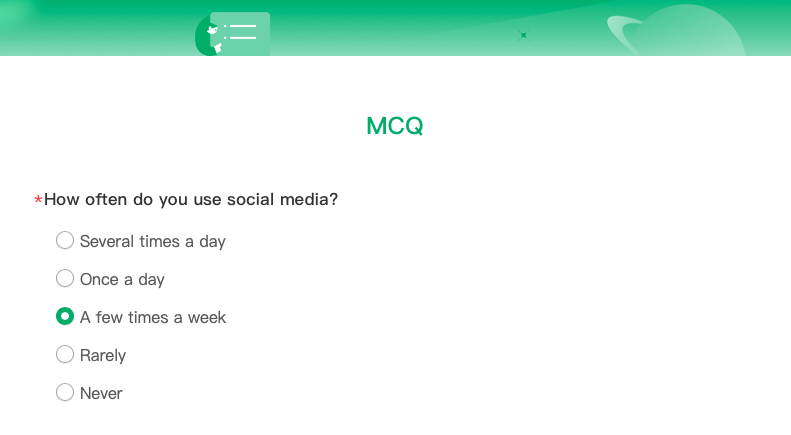 MCQ
*How often do you use social media?
Several times a day
Once a day
A few times a week
Rarely
Never